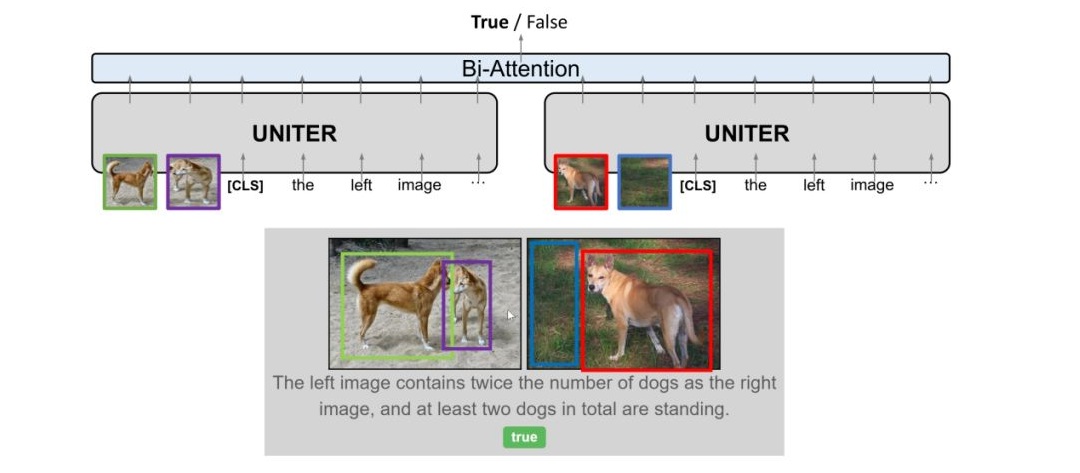 True / False
Bi-Attention
UNITER
UNITER
[CLS] the left image ...
[CLS] the left image ...
The left image contains twice the number of dogs as the right
image, and at least two dogs in total are standing.
true